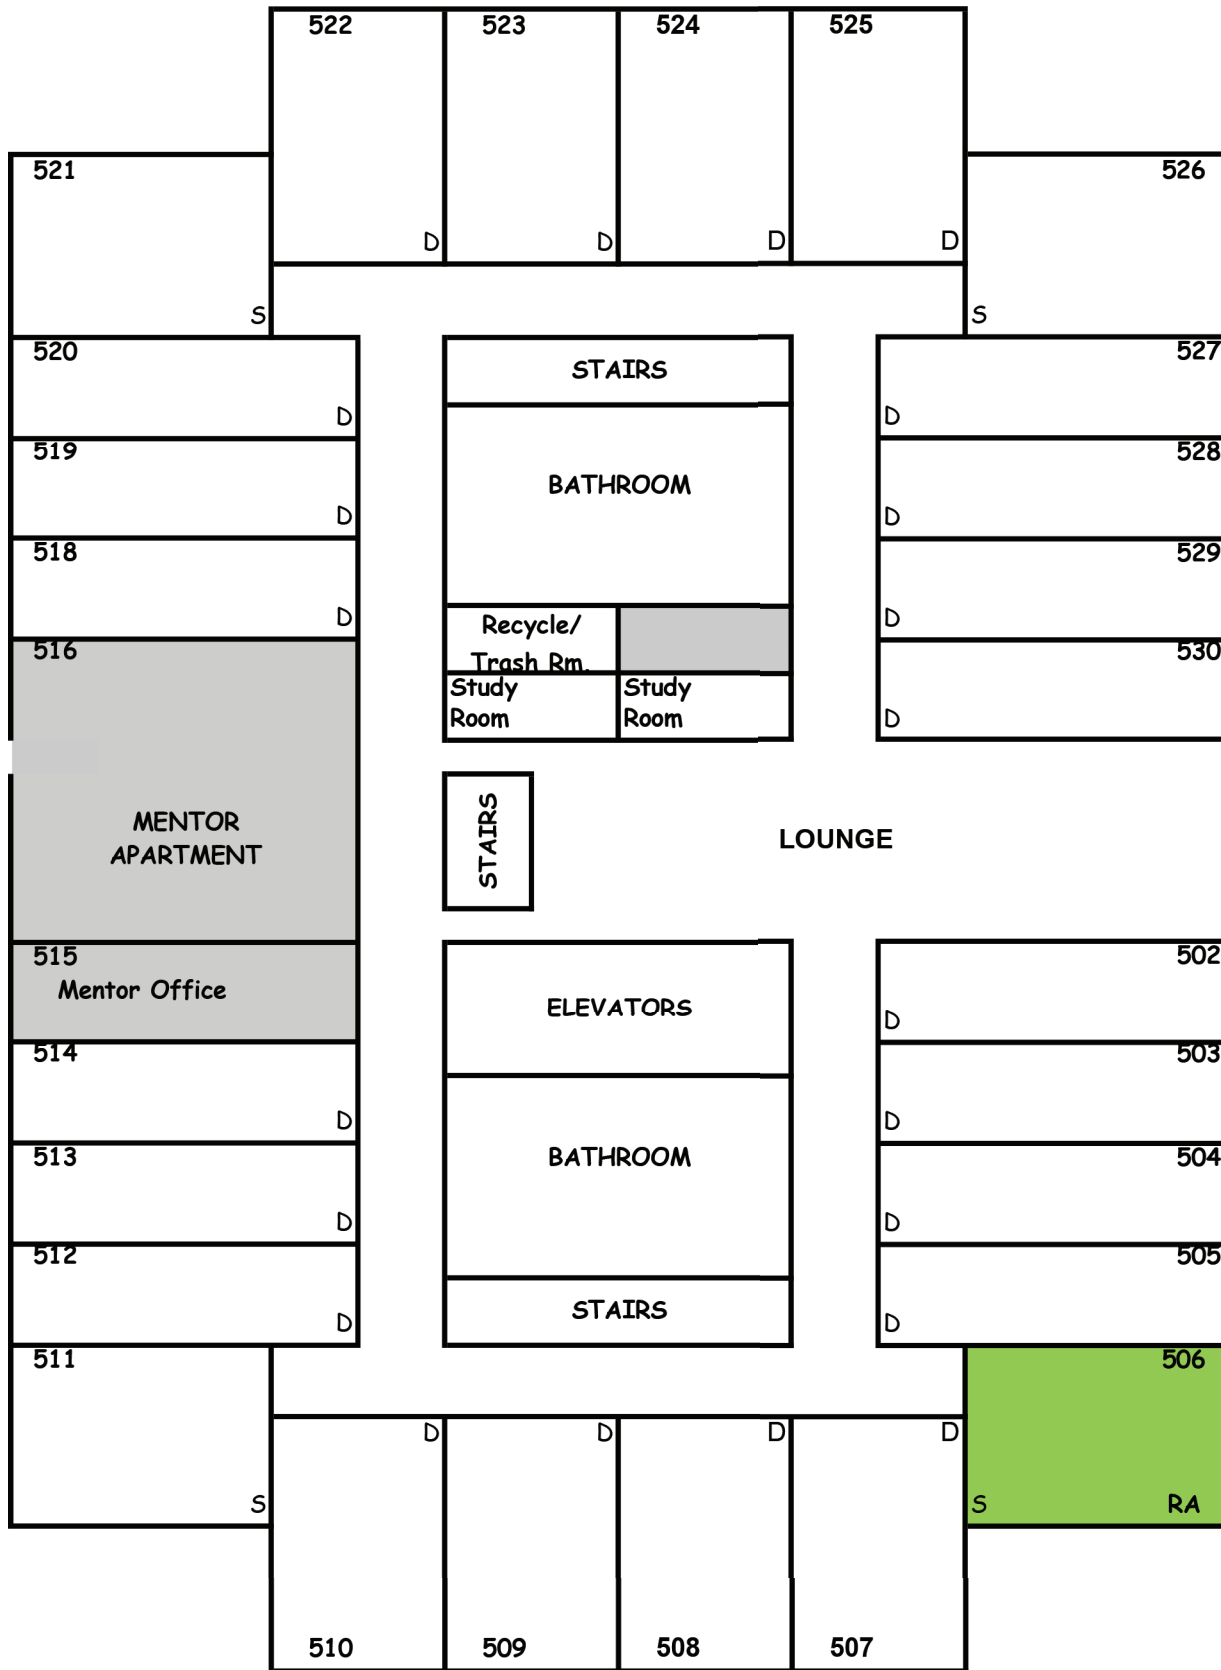 522 523 524 525
521 526
D D D D
S S
520 STAIRS 527
D D
519 528
BATHROOM
D D
518 529
D Recycle/ D
Trash Rm.
516 530
Study Study
Room Room D
STAIRS
MENTOR LOUNGE
APARTMENT
515 502
Mentor Office ELEVATORS D
514 503
D D
513 BATHROOM 504
D D
512 505
STAIRS
D D
511 506
D D D D
S S RA
510 509 508 507